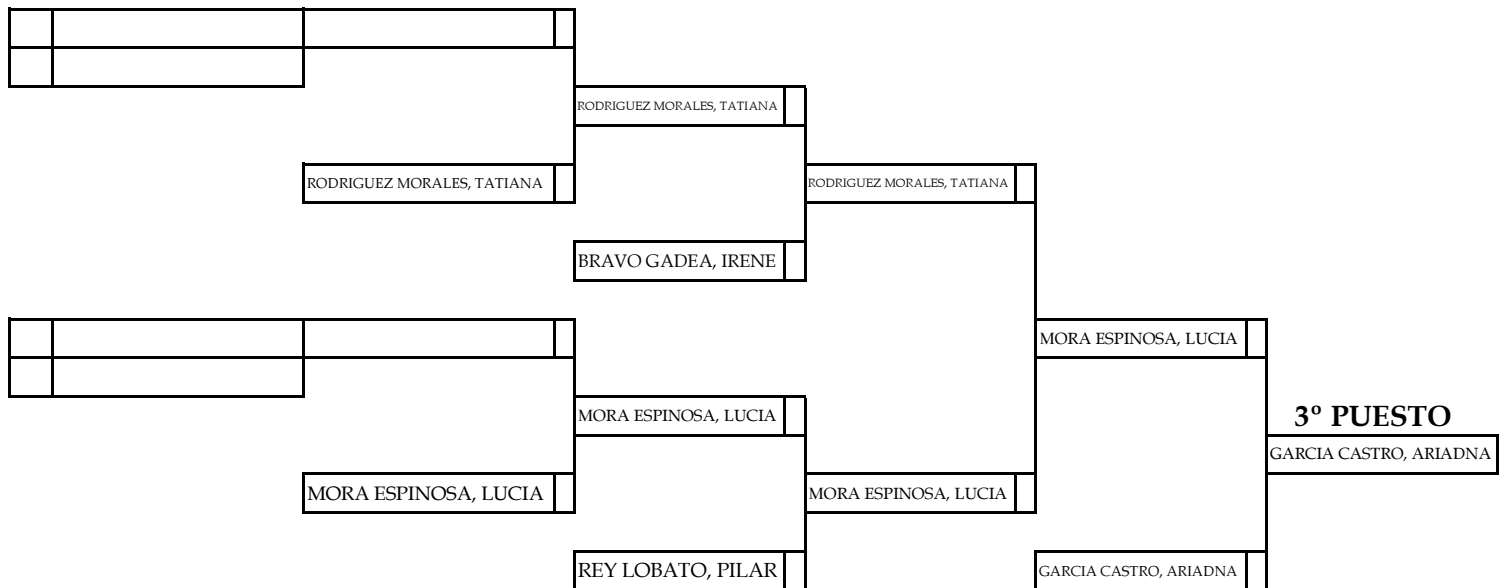 RODRIGUEZ MORALES, TATIANA
RODRIGUEZ MORALES, TATIANA
RODRIGUEZ MORALES, TATIANA
BRAVO GADEA, IRENE
MORA ESPINOSA, LUCIA
MORA ESPINOSA, LUCIA
3º PUESTO
GARCIA CASTRO, ARIADNA
MORA ESPINOSA, LUCIA
MORA ESPINOSA, LUCIA
REY LOBATO, PILAR
GARCIA CASTRO, ARIADNA